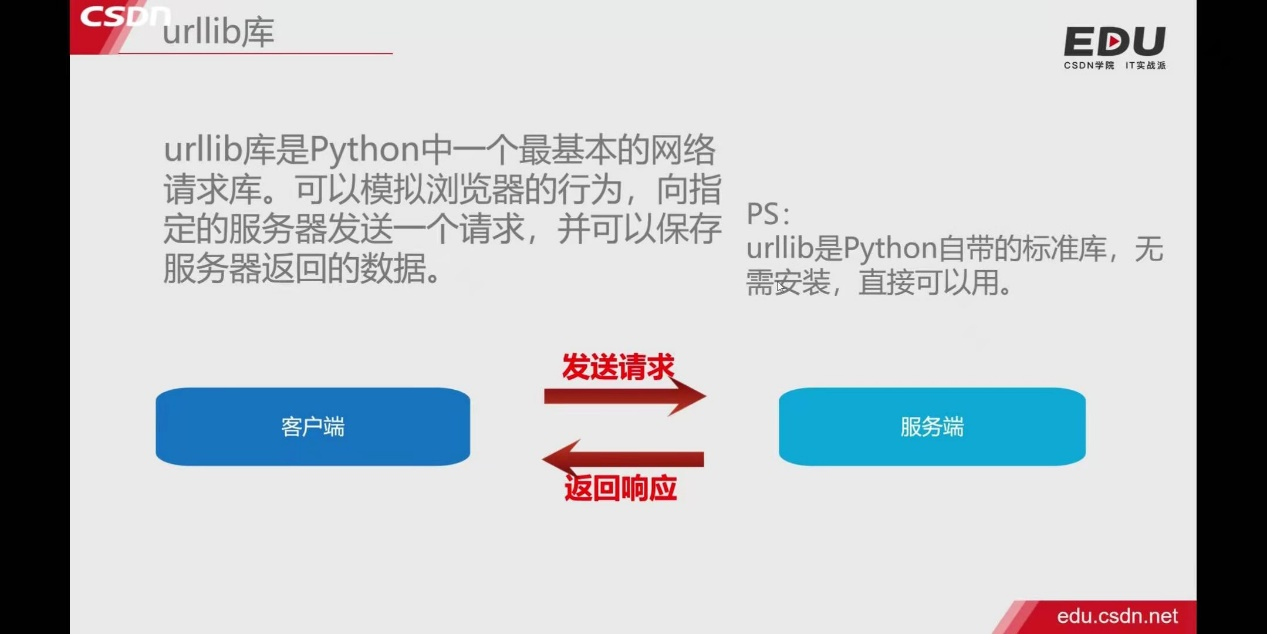 CSDN
urllib库
EDU
CSDN学院 IT实战派
urllib库是Python中一个最基本的网络
请求库。可以模拟浏览器的行为，向指
定的服务器发送一个请求，并可以保存
服务器返回的数据。
PS：
urllib是Python自带的标准库，无
需安装，直接可以用。
发送请求
客户端
服务端
返回响应
edu.csdn.net